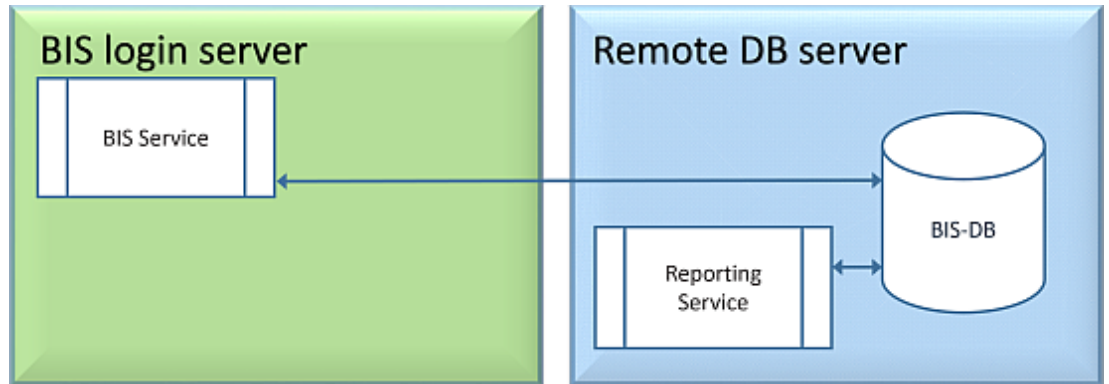 BIS login server
BIS Service
Remote DB server
BIS-DB
Reporting
Service